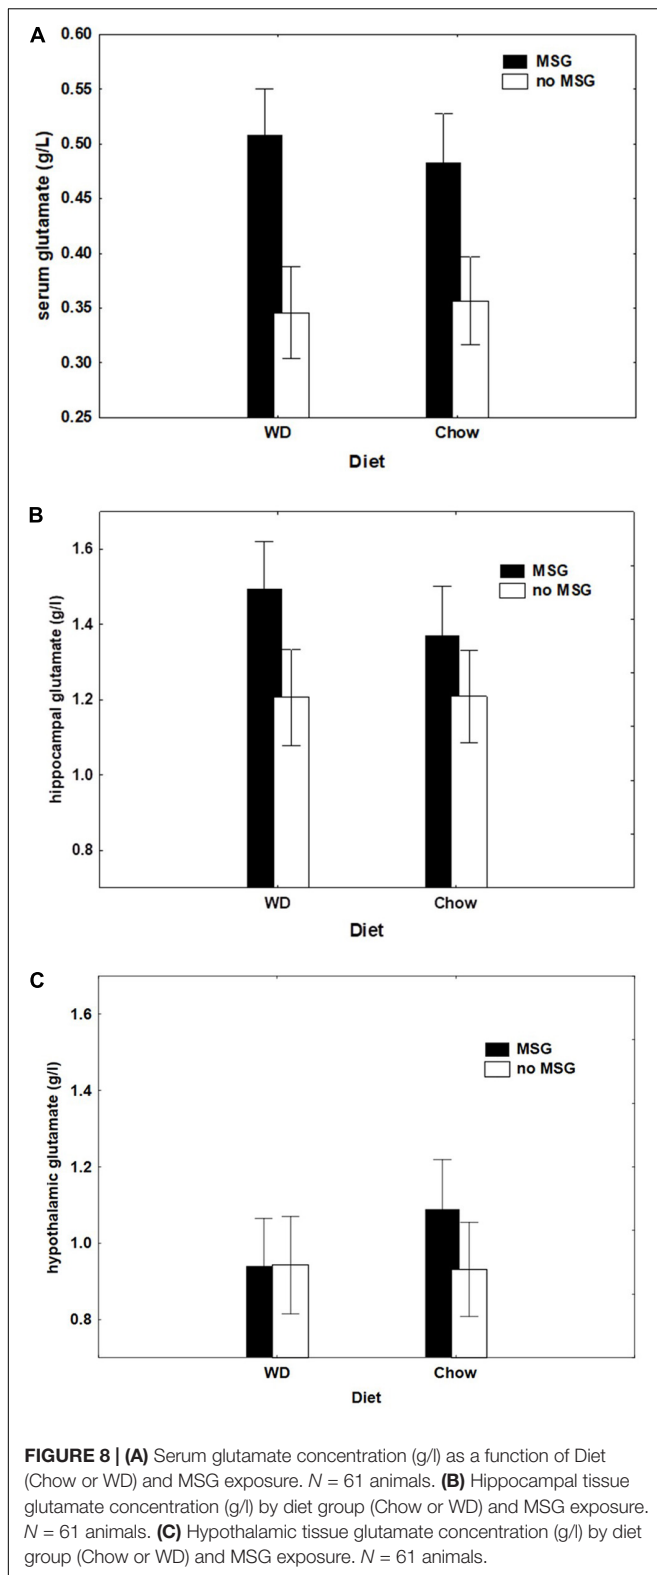 A
0.60
0.55
0.50
0.45
0.40
0.35
0.30
0.25
serum glutamate (g/L)
MSG
no MSG
WD
Chow
Diet
B
1.6
1.4
1.2
1.0
0.8
hippocampal glutamate (g/l)
MSG
no MSG
WD
Chow
Diet
C
1.6
1.4
1.2
1.0
0.8
hypothalamic glutamate (g/l)
MSG
no MSG
WD
Chow
Diet
FIGURE 8 | (A) Serum glutamate concentration (g/l) as a function of Diet
(Chow or WD) and MSG exposure. N = 61 animals. (B) Hippocampal tissue
glutamate concentration (g/l) by diet group (Chow or WD) and MSG exposure.
N = 61 animals. (C) Hypothalamic tissue glutamate concentration (g/l) by diet
group (Chow or WD) and MSG exposure. N = 61 animals.